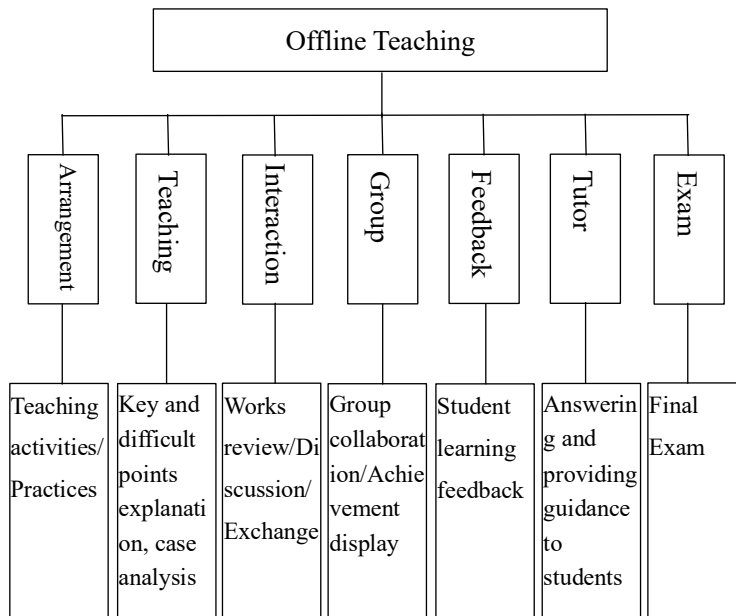 Offline Teaching
Arrangement
Teaching
Interaction
Group
Feedback
Tutor
Exam
Teaching
activities/
Practices
Key and
difficult
points
explanati
on, case
analysis
Works
review/Di
scussion/
Exchange
Group
collaborat
ion/Achie
vement
display
Student
learning
feedback
Answerin
g and
providing
guidance
to
students
Final
Exam